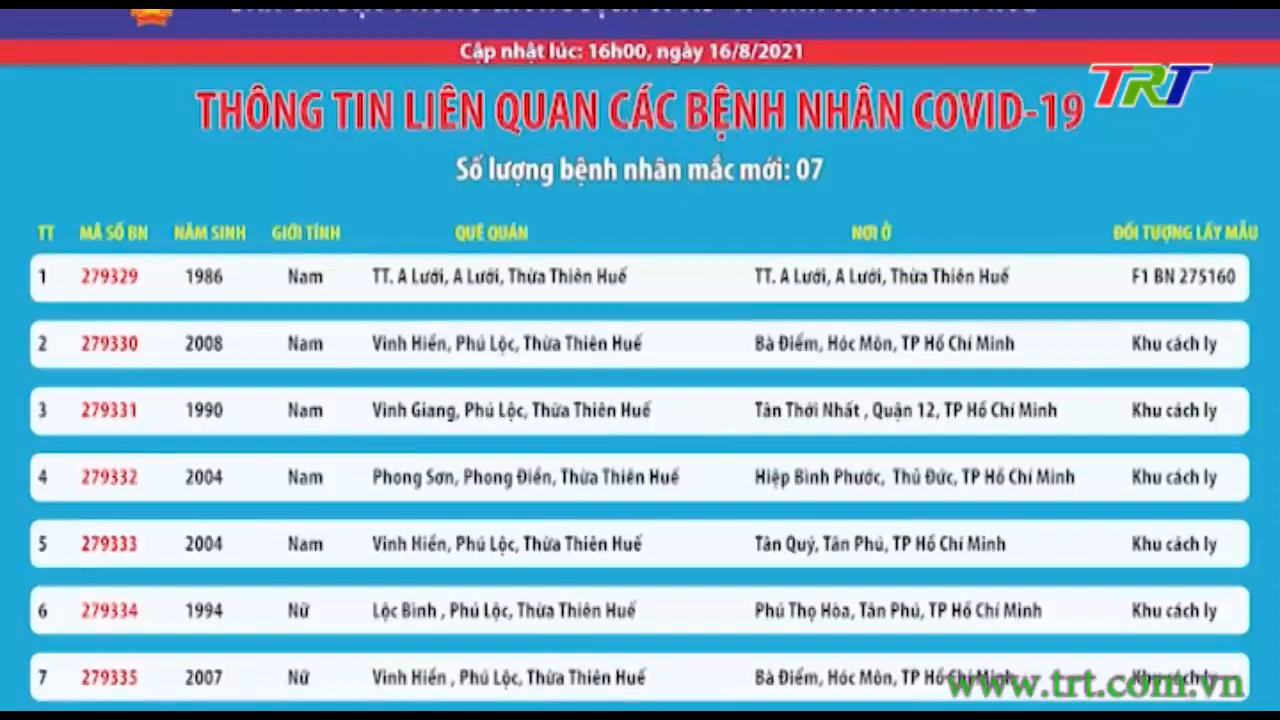 Cập nhật lúc: 16h00, ngày 16/8/2021
TRT
THÔNG TIN LIÊN QUAN CÁC BỆNH NHÂN COVID-19
Số lượng bệnh nhân mắc mới: 07
TT MÃ SỐ BN NĂM SINH GIỚI TÍNH QUÊ QUÁN NƠI Ở ĐỐI TƯỢNG LẤY MẪU
1 279329 1986 Nam TT. A Lưới, A Lưới, Thừa Thiên Huế TT. A Lưới, A Lưới, Thừa Thiên Huế F1 BN 275160
2 279330 2008 Nam Vinh Hiền, Phú Lộc, Thừa Thiên Huế Bà Điểm, Hóc Môn, TP Hồ Chí Minh Khu cách ly
3 279331 1990 Nam Vinh Giang, Phú Lộc, Thừa Thiên Huế Tân Thới Nhất , Quận 12, TP Hồ Chí Minh Khu cách ly
4 279332 2004 Nam Phong Sơn, Phong Điền, Thừa Thiên Huế Hiệp Bình Phước, Thủ Đức, TP Hồ Chí Minh Khu cách ly
5 279333 2004 Nam Vinh Hiền, Phú Lộc, Thừa Thiên Huế Tân Quý, Tân Phú, TP Hồ Chí Minh Khu cách ly
6 279334 1994 Nữ Lộc Bình , Phú Lộc, Thừa Thiên Huế Phú Thọ Hòa, Tân Phú, TP Hồ Chí Minh Khu cách ly
7 279335 2007 Nữ Vinh Hiền , Phú Lộc, Thừa Thiên Huế Bà Điểm, Hóc Môn, TP Hồ Chí Minh Khu cách ly
www.trt.com.vn